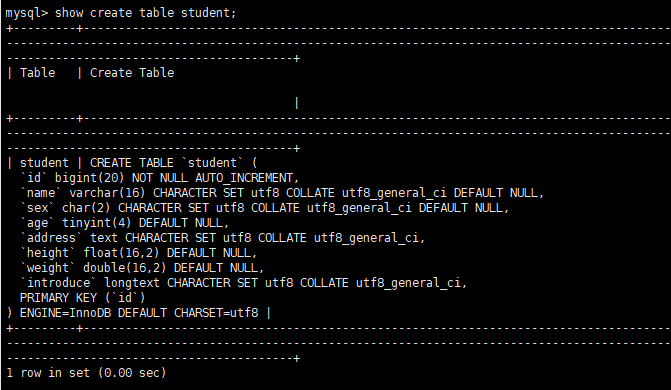 mysql> show create table student;
+---------+--------------------------------------------------------------------------
-------------------------------------------------------------------------------------
-----------------------------------------+
| Table   | Create Table
|
+---------+--------------------------------------------------------------------------
-------------------------------------------------------------------------------------
-----------------------------------------+
| student | CREATE TABLE `student` (
  `id` bigint(20) NOT NULL AUTO_INCREMENT,
  `name` varchar(16) CHARACTER SET utf8 COLLATE utf8_general_ci DEFAULT NULL,
  `sex` char(2) CHARACTER SET utf8 COLLATE utf8_general_ci DEFAULT NULL,
  `age` tinyint(4) DEFAULT NULL,
  `address` text CHARACTER SET utf8 COLLATE utf8_general_ci,
  `height` float(16,2) DEFAULT NULL,
  `weight` double(16,2) DEFAULT NULL,
  `introduce` longtext CHARACTER SET utf8 COLLATE utf8_general_ci,
  PRIMARY KEY (`id`)
) ENGINE=InnoDB DEFAULT CHARSET=utf8 |
+---------+--------------------------------------------------------------------------
-------------------------------------------------------------------------------------
-----------------------------------------+
1 row in set (0.00 sec)